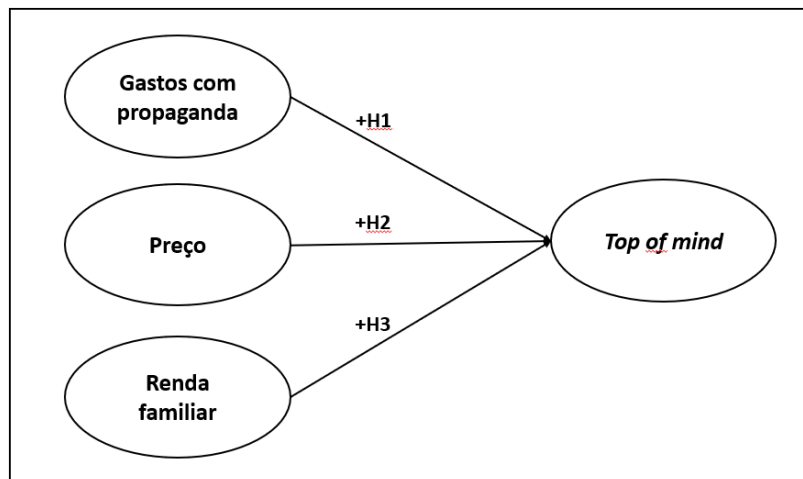 Gastos com
propaganda
+H1
Preço
+H2
Top of mind
+H3
Renda
familiar